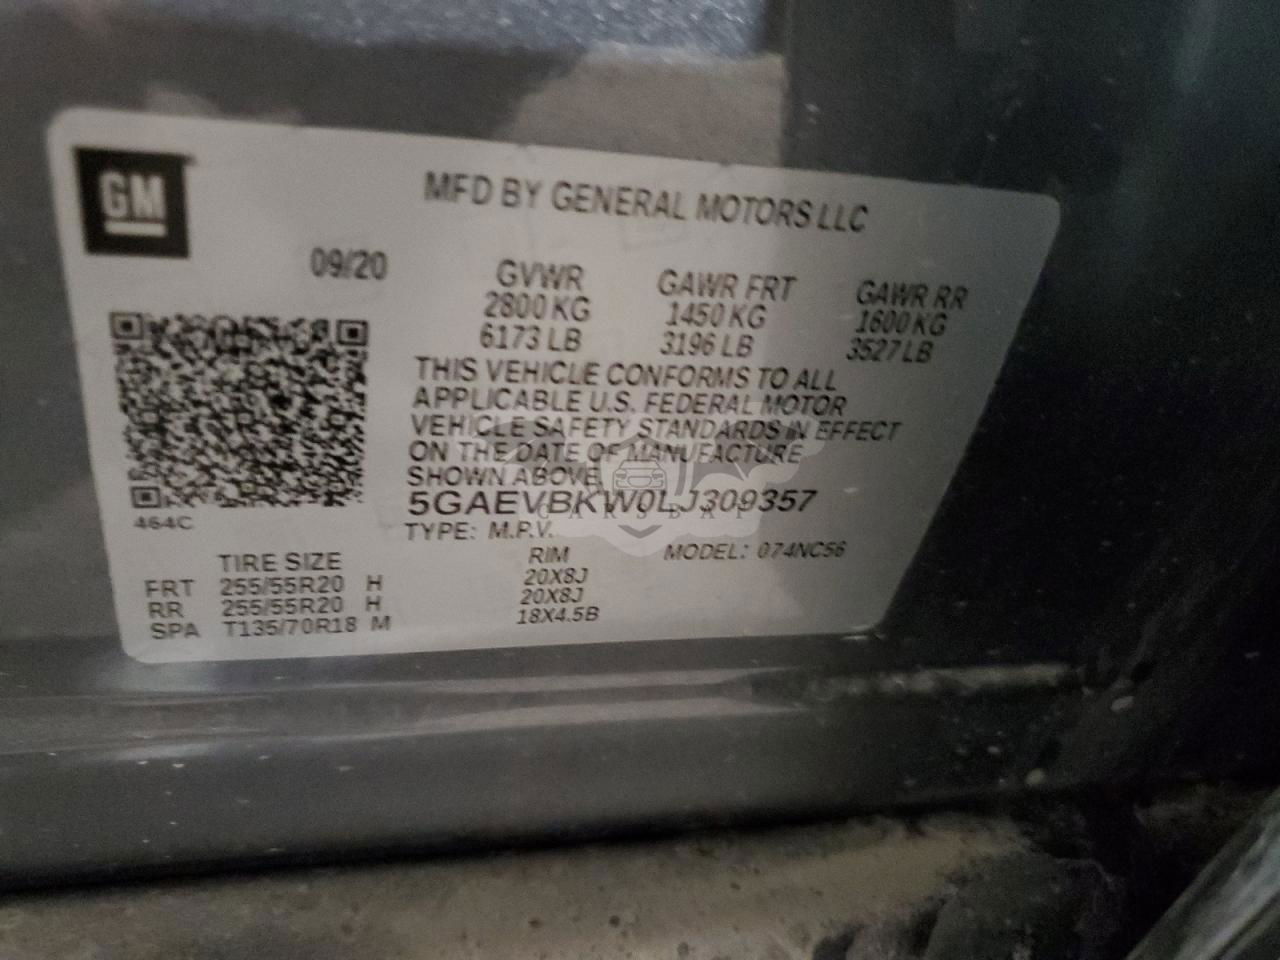 GM
MFD BY GENERAL MOTORS LLC
09/20
GVWR GAWR FRT GAWR RR
2800 KG 1450 KG 1600 KG
6173 LB 3196 LB 3527 LB
THIS VEHICLE CONFORMS TO ALL
APPLICABLE U.S. FEDERAL MOTOR
VEHICLE SAFETY STANDARDS IN EFFECT
ON THE DATE OF MANUFACTURE
SHOWN ABOVE.
5GAEVBKW0LJ309357
464C
TYPE: M.P.V. MODEL: 074NC56
TIRE SIZE RIM
FRT 255/55R20 H 20X8J
RR 255/55R20 H 20X8J
SPA T135/70R18 M 18X4.5B
CARSBAT